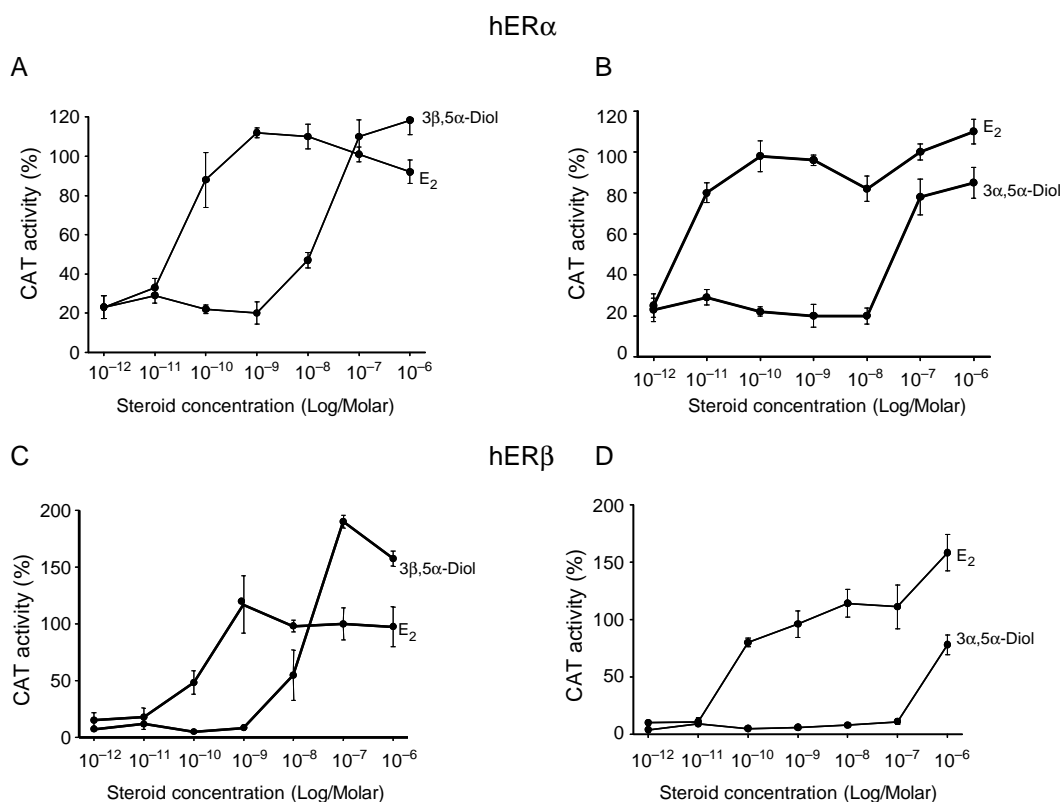 hERα
A
B
120
100
80
60
40
20
0
CAT activity (%)
3β,5α-Diol
E2
10–12
10–11
10–10
10–9
10–8
10–7
10–6
Steroid concentration (Log/Molar)
120
100
80
60
40
20
0
CAT activity (%)
E2
3α,5α-Diol
10–12
10–11
10–10
10–9
10–8
10–7
10–6
Steroid concentration (Log/Molar)
C
hERβ
D
200
150
100
50
0
CAT activity (%)
3β,5α-Diol
E2
10–12
10–11
10–10
10–9
10–8
10–7
10–6
Steroid concentration (Log/Molar)
200
150
100
50
0
CAT activity (%)
E2
3α,5α-Diol
10–12
10–11
10–10
10–9
10–8
10–7
10–6
Steroid concentration (Log/Molar)